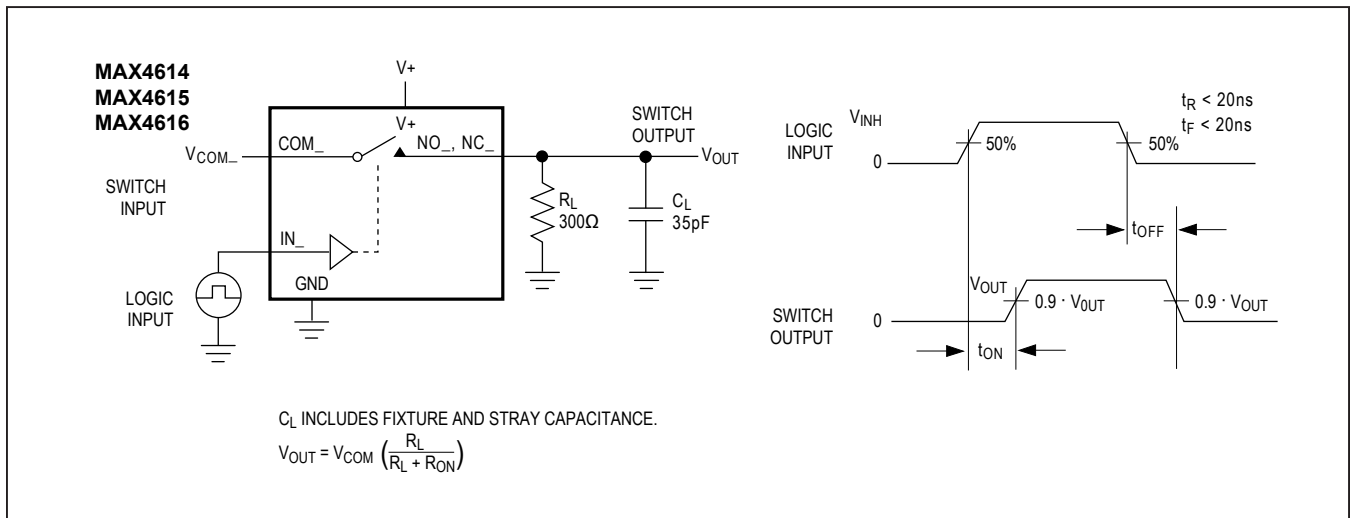 MAX4614
MAX4615
MAX4616
V+
V+
COM_
NO_, NC_
VCOM_
SWITCH
INPUT
SWITCH
OUTPUT
VOUT
RL
300Ω
CL
35pF
IN_
GND
LOGIC
INPUT
CL INCLUDES FIXTURE AND STRAY CAPACITANCE.
VOUT = VCOM (RL / RL + RON)
tR < 20ns
tF < 20ns
LOGIC
INPUT
VINH
0
50%
50%
tOFF
SWITCH
OUTPUT
VOUT
0
0.9 · V0UT
0.9 · VOUT
tON